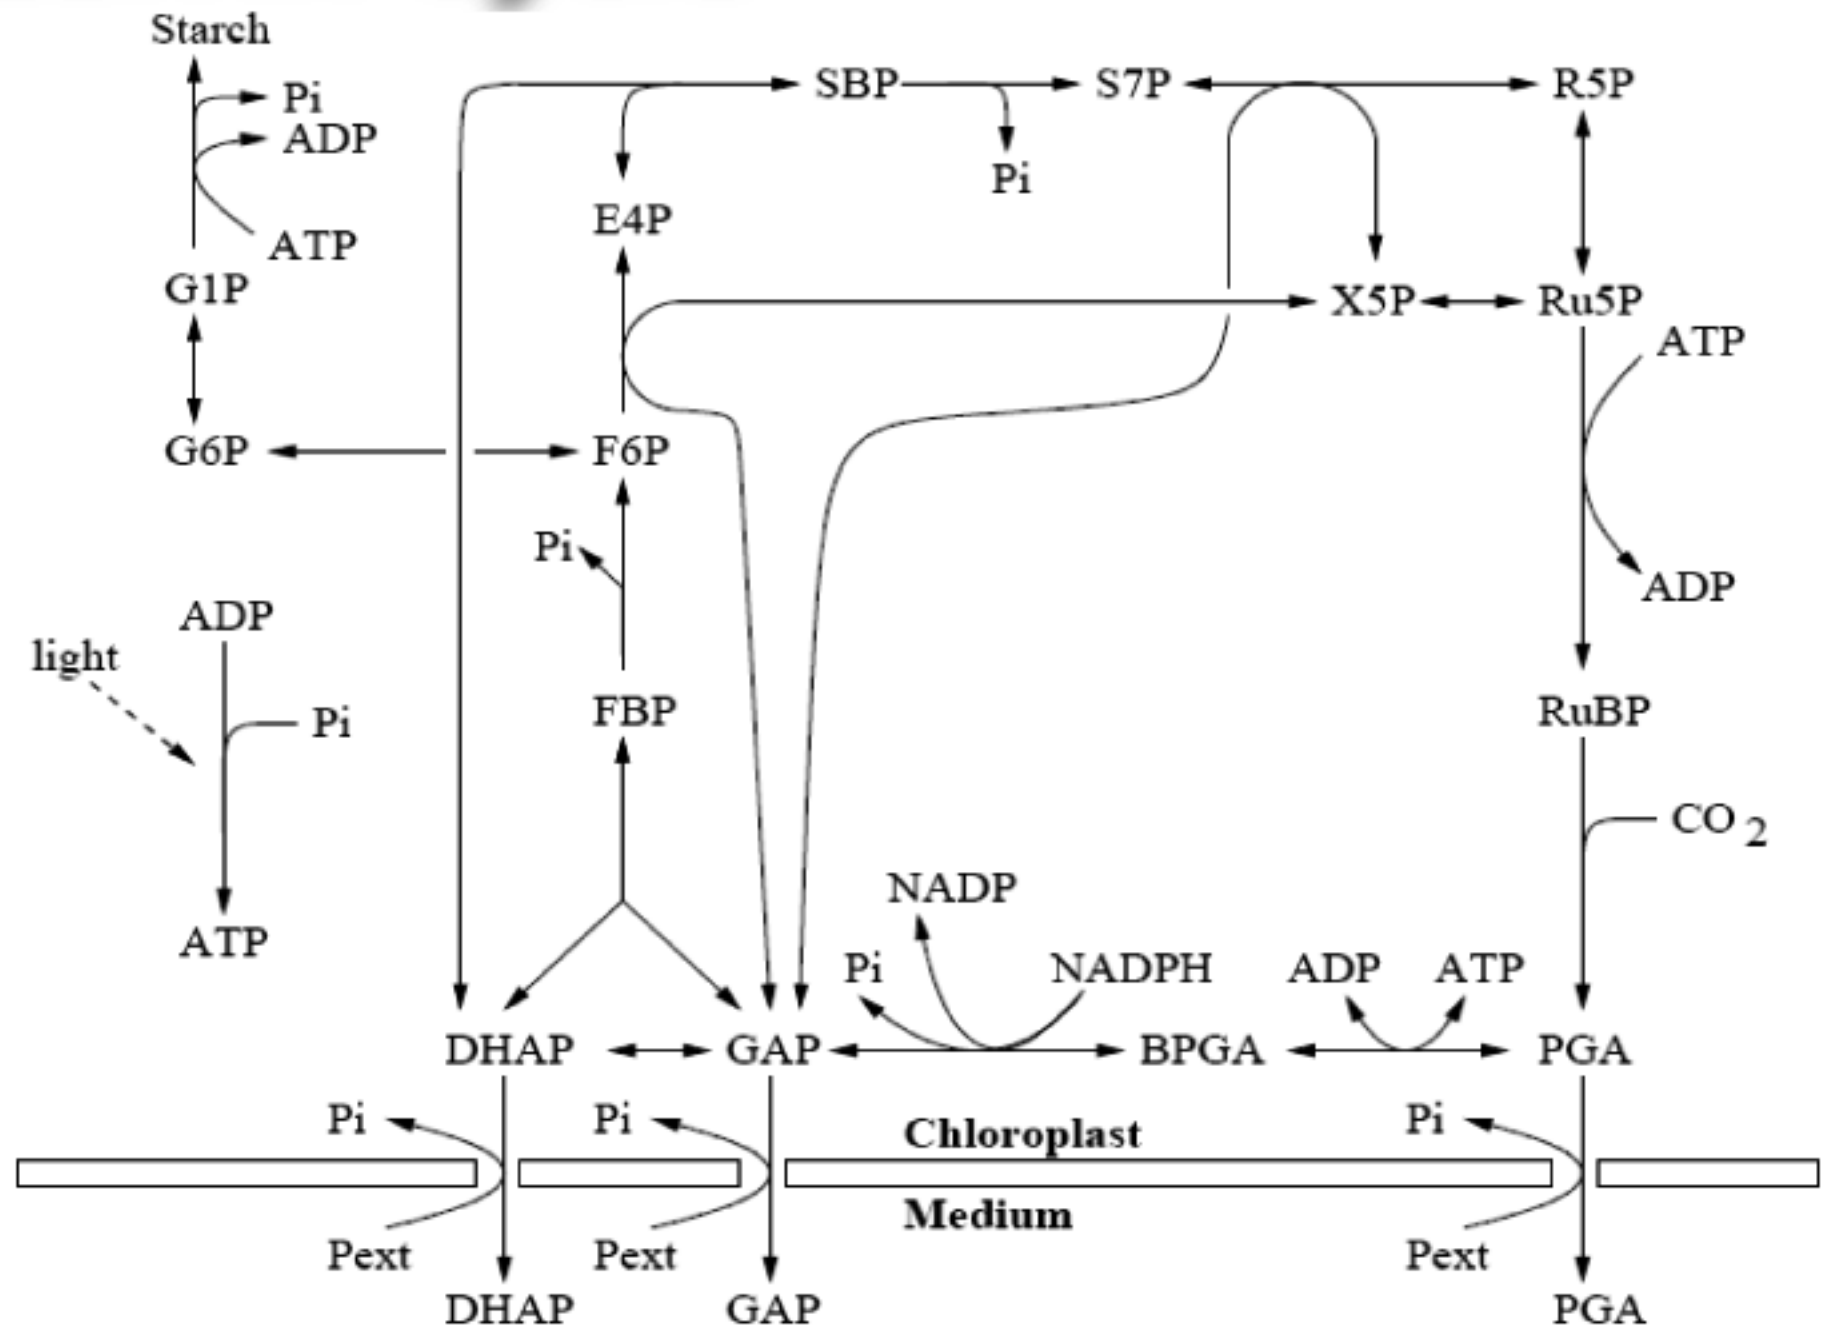 Starch
Pi
ADP
ATP
G1P
G6P
SBP
S7P
R5P
Pi
E4P
X5P
Ru5P
ATP
F6P
Pi
ADP
ADP
light
Pi
ATP
FBP
RuBP
CO 2
NADP
Pi
NADPH
ADP
ATP
DHAP
GAP
BPGA
PGA
Pi
Pi
Chloroplast
Pi
Medium
Pext
Pext
Pext
DHAP
GAP
PGA